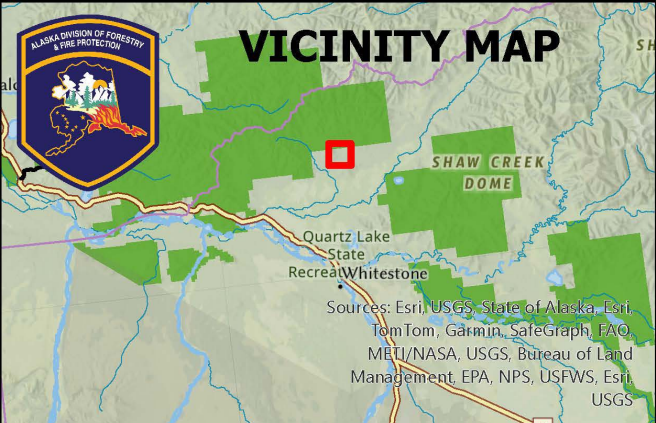 VICINITY MAP
ALASKA DIVISION OF FORESTRY
& FIRE PROTECTION
SH
SHAW CREEK
DOME
Quartz Lake
State
Recreat
Whitestone
Sources: Esri, USGS, State of Alaska, Esri,
TomTom, Garmin, SafeGraph, FAO,
METI/NASA, USGS, Bureau of Land
Management, EPA, NPS, USFWS, Esri,
USGS